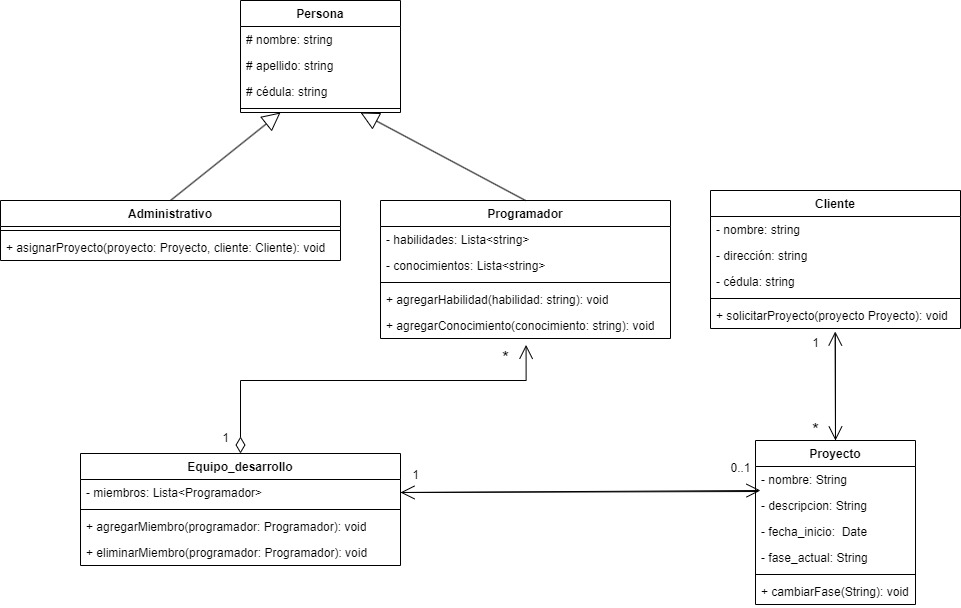 Persona
# nombre: string
# apellido: string
# cédula: string
Administrativo
+ asignarProyecto(proyecto: Proyecto, cliente: Cliente): void
Programador
- habilidades: Lista<string>
- conocimientos: Lista<string>
+ agregarHabilidad(habilidad: string): void
+ agregarConocimiento(conocimiento: string): void
Cliente
- nombre: string
- dirección: string
- cédula: string
+ solicitarProyecto(proyecto Proyecto): void
*
1
1
*
Equipo_desarrollo
- miembros: Lista<Programador>
+ agregarMiembro(programador: Programador): void
+ eliminarMiembro(programador: Programador): void
1
0..1
Proyecto
- nombre: String
- descripcion: String
- fecha_inicio:  Date
- fase_actual: String
+ cambiarFase(String): void